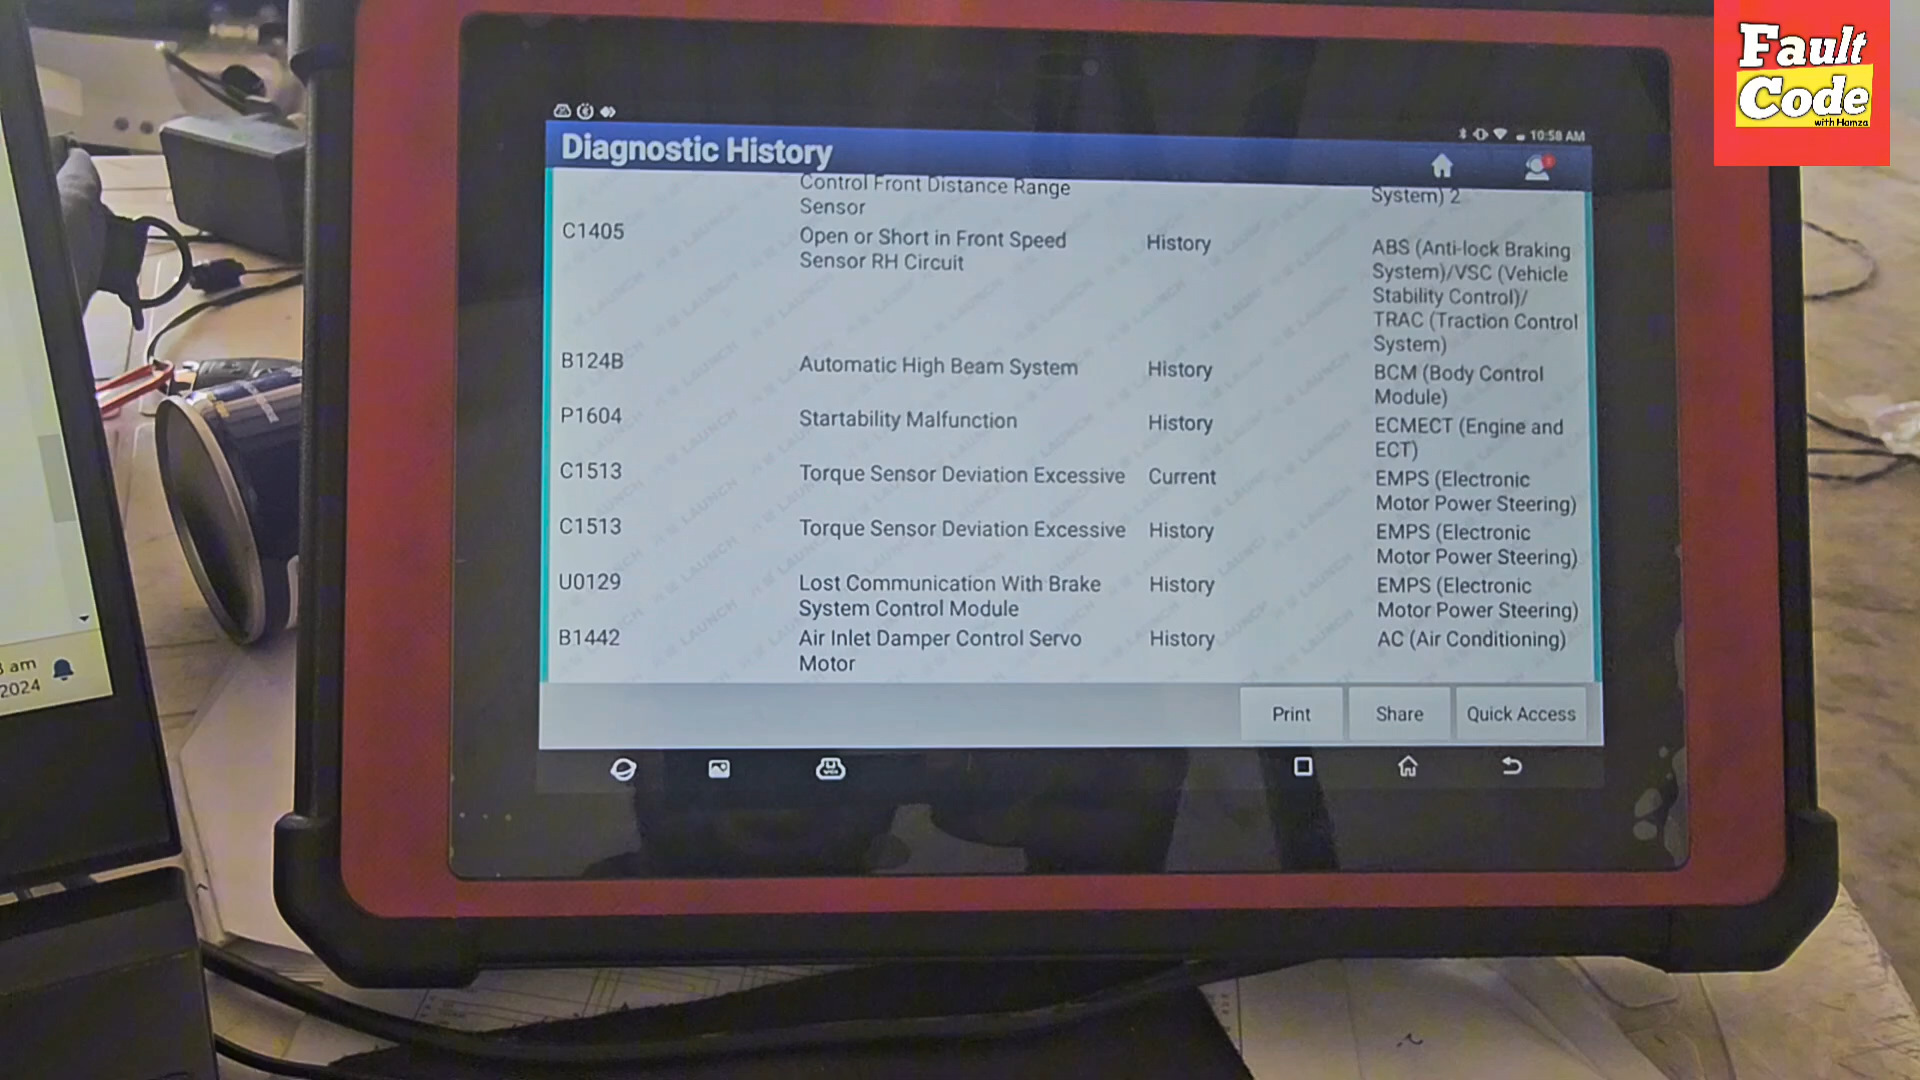 Fault
Code
with Hamza
10:58 AM
Diagnostic History
Control Front Distance Range
Sensor
System) 2
C1405
Open or Short in Front Speed
Sensor RH Circuit
History
ABS (Anti-lock Braking
System)/VSC (Vehicle
Stability Control)/
TRAC (Traction Control
System)
B124B
Automatic High Beam System
History
BCM (Body Control
Module)
P1604
Startability Malfunction
History
ECMECT (Engine and
ECT)
C1513
Torque Sensor Deviation Excessive
Current
EMPS (Electronic
Motor Power Steering)
C1513
Torque Sensor Deviation Excessive
History
EMPS (Electronic
Motor Power Steering)
U0129
Lost Communication With Brake
System Control Module
History
EMPS (Electronic
Motor Power Steering)
B1442
Air Inlet Damper Control Servo
Motor
History
AC (Air Conditioning)
Print
Share
Quick Access
am
2024
LAUNCH